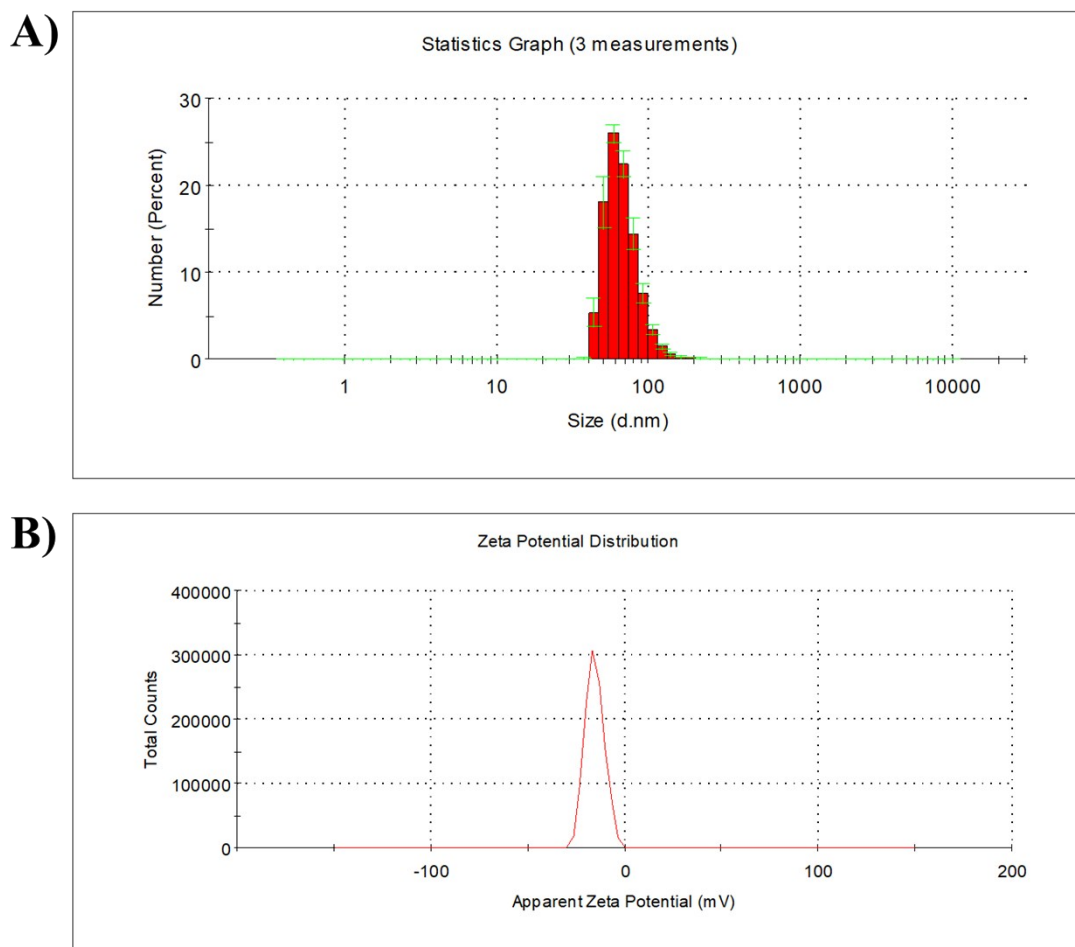 A)
Statistics Graph (3 measurements)
30
20
10
0
Number (Percent)
1 10 100 1000 10000
Size (d.nm)
B)
Zeta Potential Distribution
400000
300000
200000
100000
0
Total Counts
-100 0 100 200
Apparent Zeta Potential (mV)